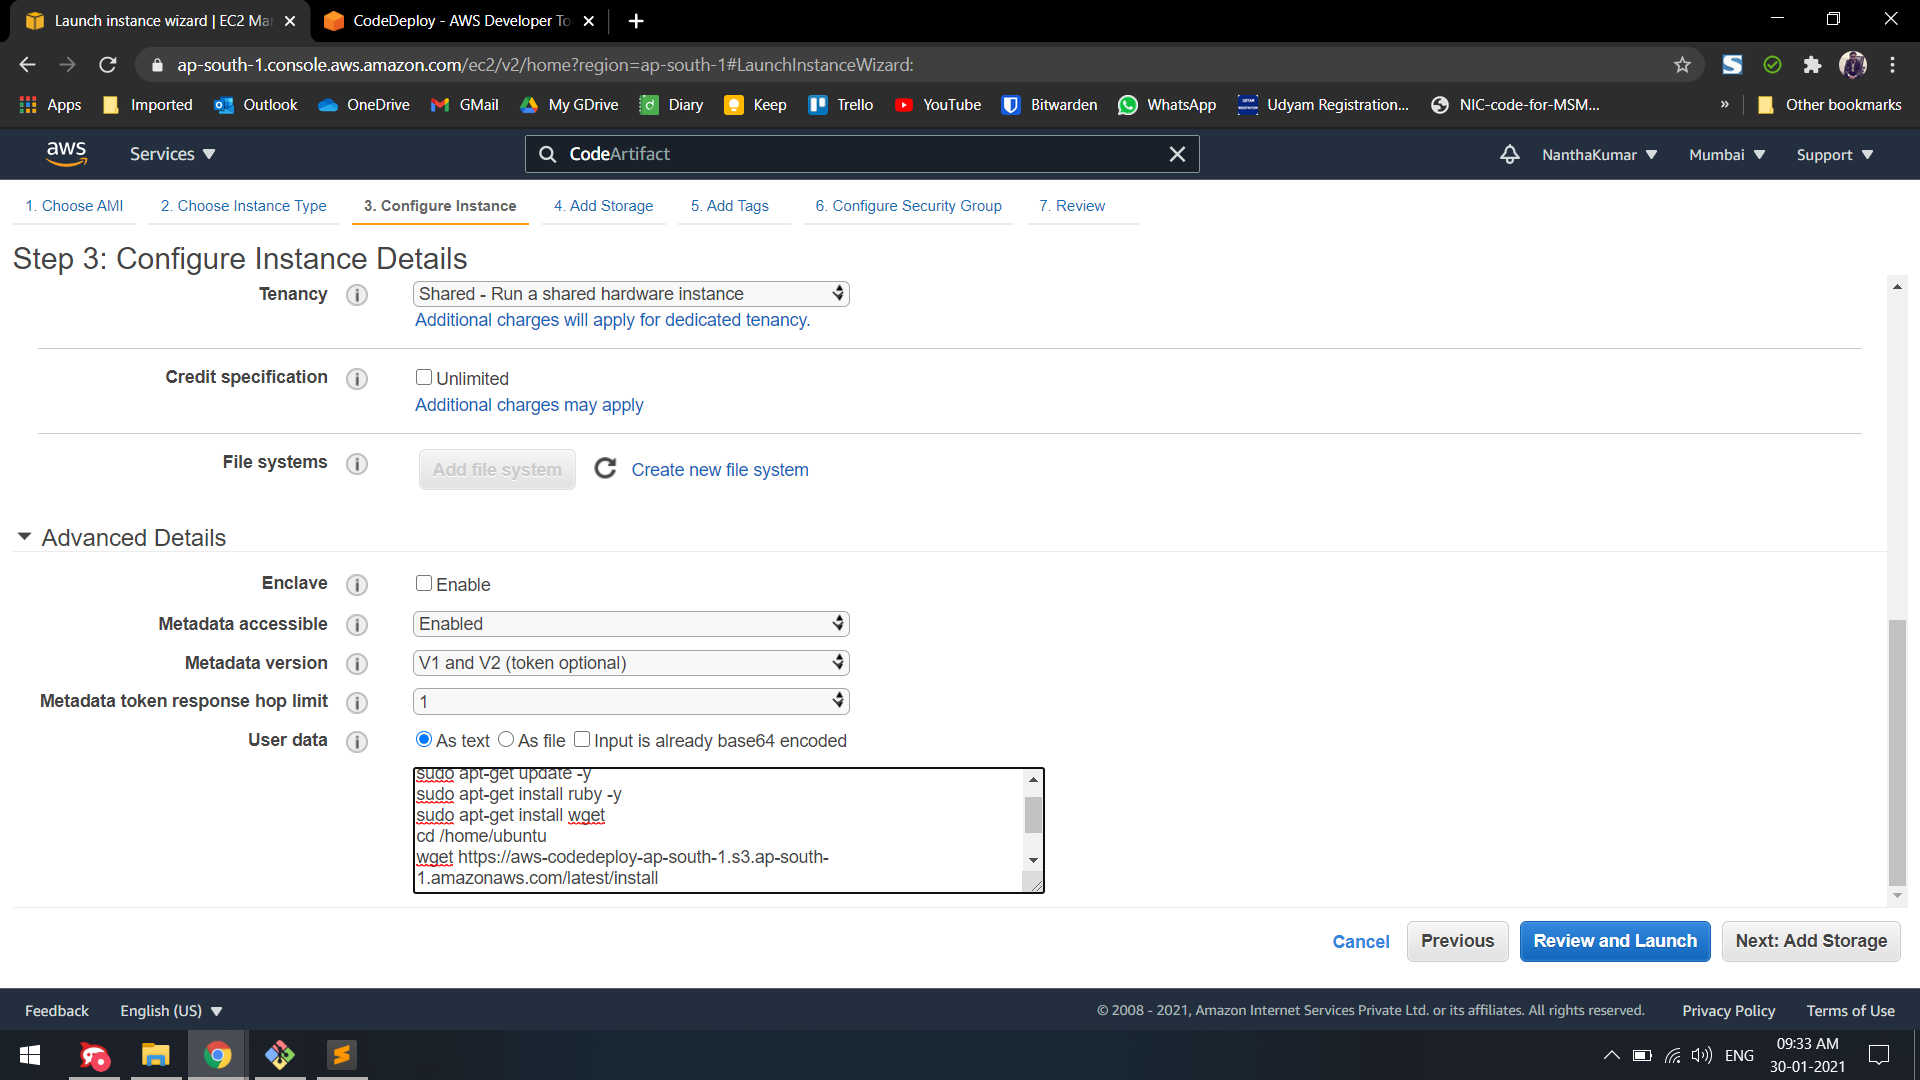 Launch instance wizard | EC2 Mar
CodeDeploy - AWS Developer To
ap-south-1.console.aws.amazon.com/ec2/v2/home?region=ap-south-1#LaunchInstanceWizard:
Apps Imported Outlook OneDrive GMail My GDrive Diary Keep Trello YouTube Bitwarden WhatsApp Udyam Registration... NIC-code-for-MSM... » Other bookmarks
aws Services CodeArtifact NanthaKumar Mumbai Support
1. Choose AMI 2. Choose Instance Type 3. Configure Instance 4. Add Storage 5. Add Tags 6. Configure Security Group 7. Review
Step 3: Configure Instance Details
Tenancy Shared - Run a shared hardware instance
Additional charges will apply for dedicated tenancy.
Credit specification Unlimited
Additional charges may apply
File systems Add file system Create new file system
Advanced Details
Enclave Enable
Metadata accessible Enabled
Metadata version V1 and V2 (token optional)
Metadata token response hop limit 1
User data As text As file Input is already base64 encoded
sudo apt-get update -y
sudo apt-get install ruby -y
sudo apt-get install wget
cd /home/ubuntu
wget https://aws-codedeploy-ap-south-1.s3.ap-south-
1.amazonaws.com/latest/install
Cancel Previous Review and Launch Next: Add Storage
Feedback English (US) © 2008 - 2021, Amazon Internet Services Private Ltd. or its affiliates. All rights reserved. Privacy Policy Terms of Use
ENG 09:33 AM
30-01-2021